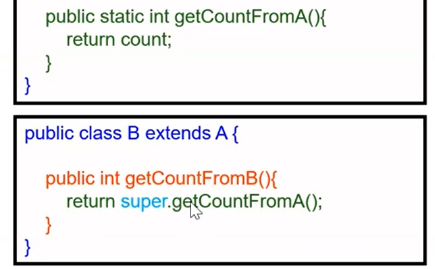 public static int getCountFromA(){
return count;
}
}
public class B extends A {
public int getCountFromB(){
return super.getCountFromA();
}
}